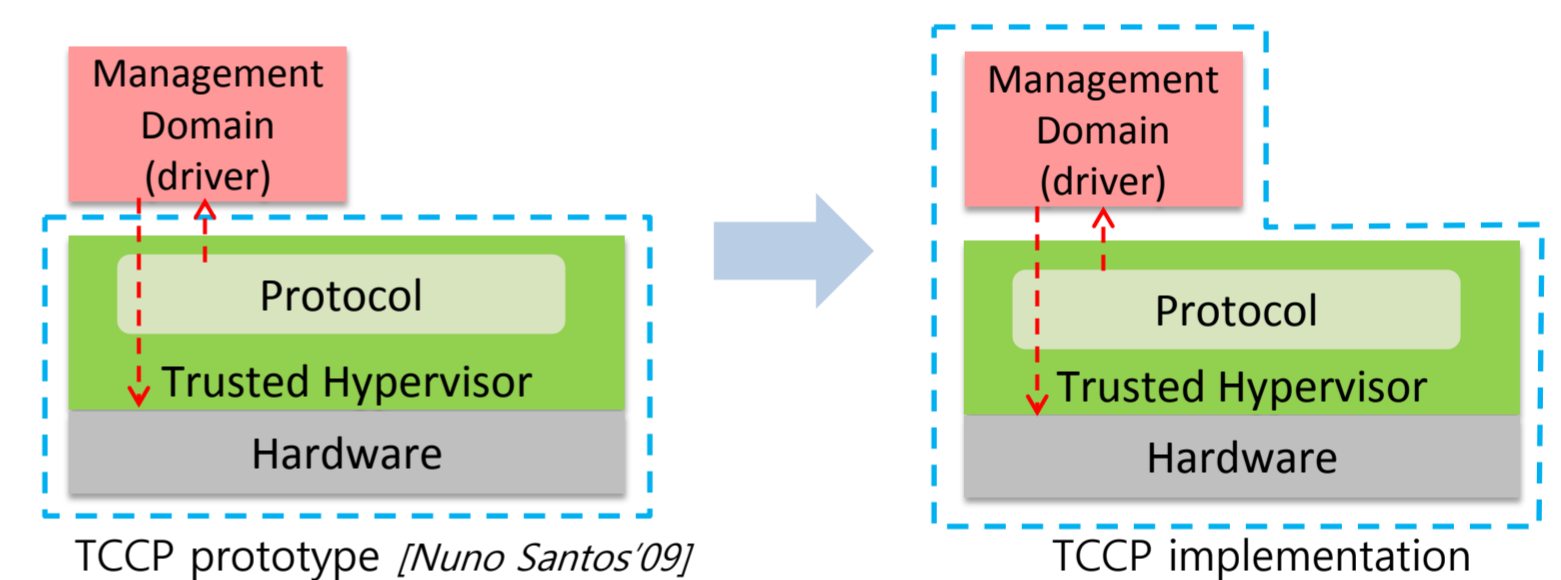 Management
Domain
(driver)
Protocol
Trusted Hypervisor
Hardware
TCCP prototype [Nuno Santos'09]
Management
Domain
(driver)
Protocol
Trusted Hypervisor
Hardware
TCCP implementation